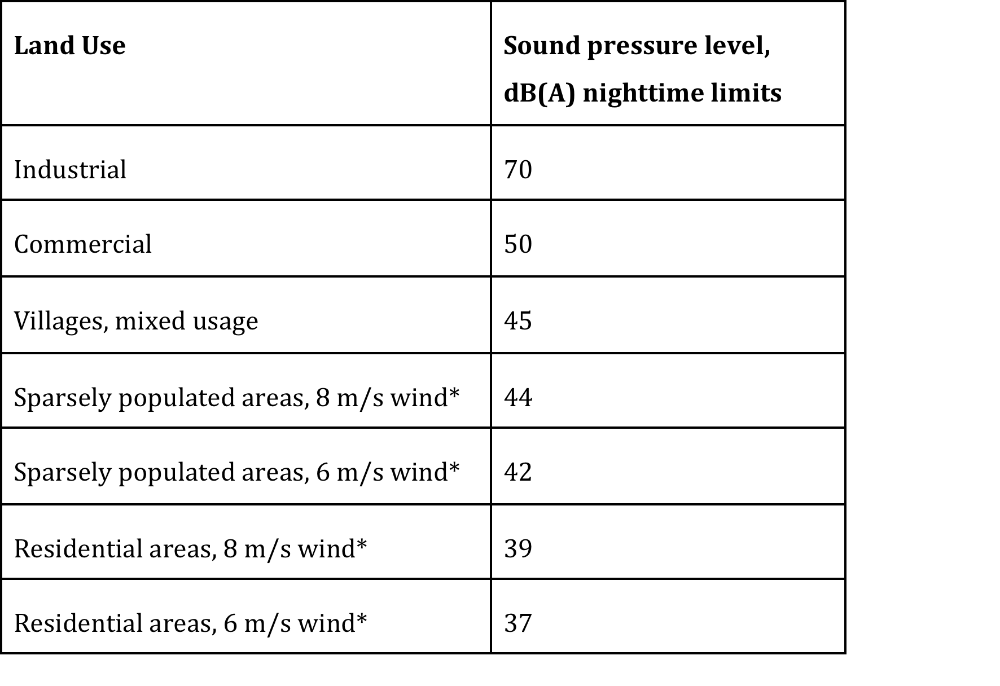 Land Use
Sound pressure level,
dB(A) nighttime limits
Industrial
70
Commercial
50
Villages, mixed usage
45
Sparsely populated areas, 8 m/s wind*
44
Sparsely populated areas, 6 m/s wind*
42
Residential areas, 8 m/s wind*
39
Residential areas, 6 m/s wind*
37